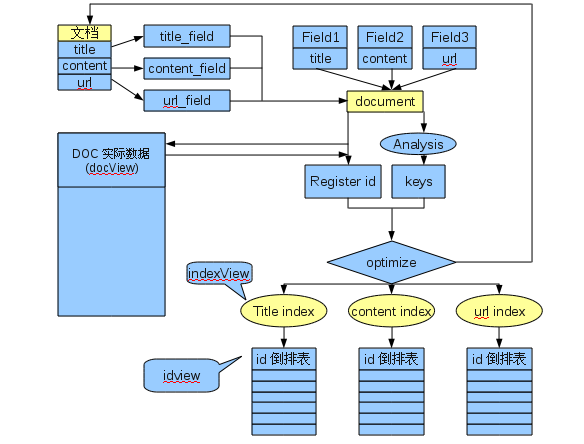 文档
title
content
url
title_field
content_field
url_field
Field1
title
Field2
content
Field3
url
document
Analysis
DOC 实际数据
(docView)
Register id
keys
optimize
indexView
Title index
content index
url index
idview
id 倒排表
id 倒排表
id 倒排表